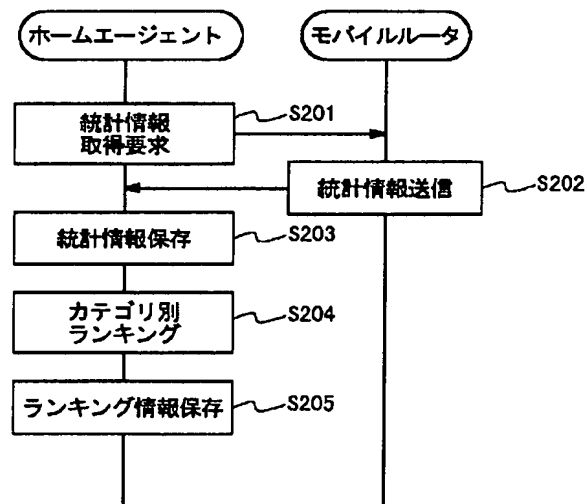 ホームエージェント
モバイルルータ
統計情報
取得要求
S201
統計情報送信
S202
統計情報保存
S203
カテゴリ別
ランキング
S204
ランキング情報保存
S205